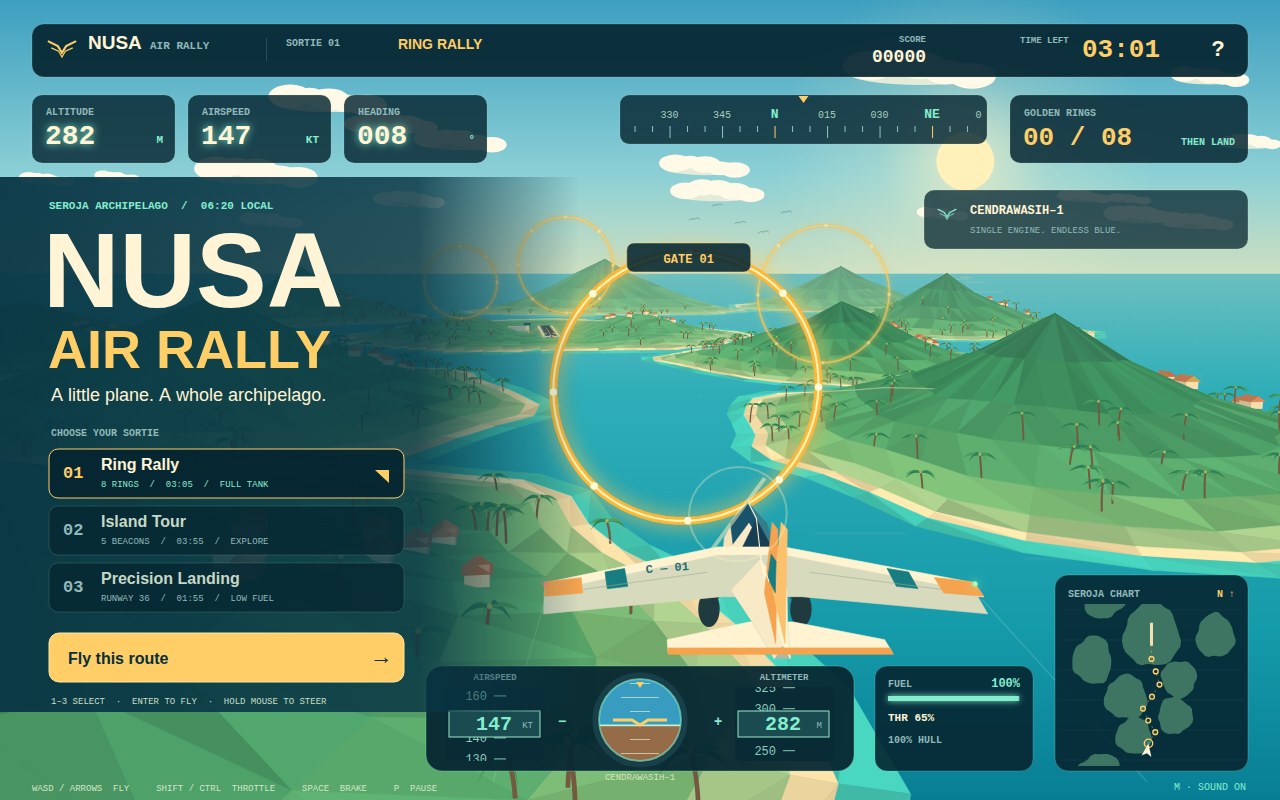 NUSA AIR RALLY SORTIE 01 RING RALLY SCORE 00000 TIME LEFT 03:01 ?
ALTITUDE 282 M
AIRSPEED 147 KT
HEADING 008 °
330 345 N 015 030 NE 0
GOLDEN RINGS
00 / 08 THEN LAND
CENDRAWASIH-1
SINGLE ENGINE. ENDLESS BLUE.
SEROJA ARCHIPELAGO / 06:20 LOCAL
NUSA
AIR RALLY
A little plane. A whole archipelago.
CHOOSE YOUR SORTIE
01 Ring Rally
8 RINGS / 03:05 / FULL TANK
02 Island Tour
5 BEACONS / 03:55 / EXPLORE
03 Precision Landing
RUNWAY 36 / 01:55 / LOW FUEL
Fly this route →
1-3 SELECT · ENTER TO FLY · HOLD MOUSE TO STEER
GATE 01
C — 01
AIRSPEED
160
147 KT
140
130
-
+
CENDRAWASIH-1
ALTIMETER
325
300
282 M
250
FUEL 100%
THR 65%
100% HULL
SEROJA CHART N ↑
WASD / ARROWS FLY SHIFT / CTRL THROTTLE SPACE BRAKE P PAUSE
M · SOUND ON